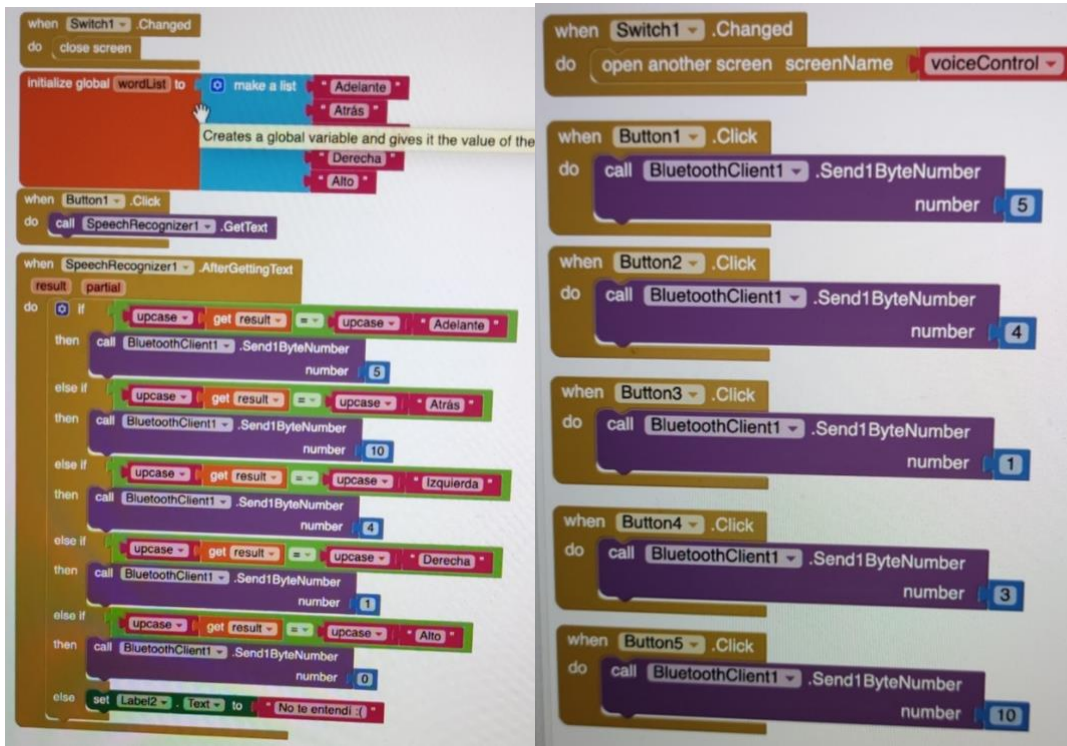 when Switch1 .Changed
do close screen
initialize global wordList to make a list " Adelante "
" Atrás "
Creates a global variable and gives it the value of the
" Derecha "
" Alto "
when Button1 .Click
do call SpeechRecognizer1 .GetText
when SpeechRecognizer1 .AfterGettingText
result partial
do if upcase get result = upcase " Adelante "
then call BluetoothClient1 .Send1ByteNumber
number 5
else if upcase get result = upcase " Atrás "
then call BluetoothClient1 .Send1ByteNumber
number 10
else if upcase get result = upcase " Izquierda "
then call BluetoothClient1 .Send1ByteNumber
number 4
else if upcase get result = upcase " Derecha "
then call BluetoothClient1 .Send1ByteNumber
number 1
else if upcase get result = upcase " Alto "
then call BluetoothClient1 .Send1ByteNumber
number 0
else set Label2 . Text to " No te entendí :( "
when Switch1 .Changed
do open another screen screenName voiceControl
when Button1 .Click
do call BluetoothClient1 .Send1ByteNumber
number 5
when Button2 .Click
do call BluetoothClient1 .Send1ByteNumber
number 4
when Button3 .Click
do call BluetoothClient1 .Send1ByteNumber
number 1
when Button4 .Click
do call BluetoothClient1 .Send1ByteNumber
number 3
when Button5 .Click
do call BluetoothClient1 .Send1ByteNumber
number 10